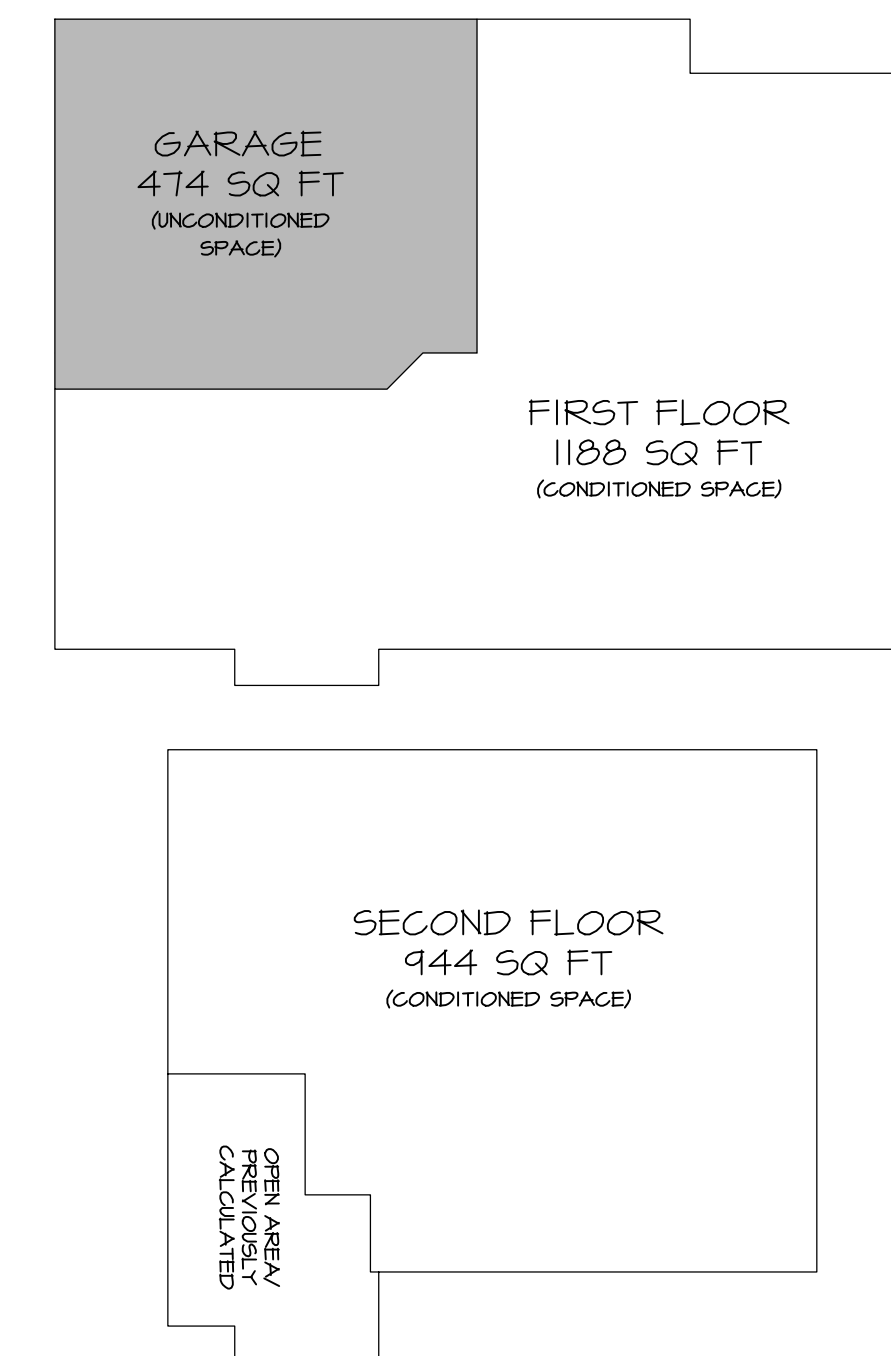 GARAGE
474 SQ FT
(UNCONDITIONED
SPACE)
FIRST FLOOR
1188 SQ FT
(CONDITIONED SPACE)
SECOND FLOOR
944 SQ FT
(CONDITIONED SPACE)
OPEN AREA/
PREVIOUSLY
CALCULATED